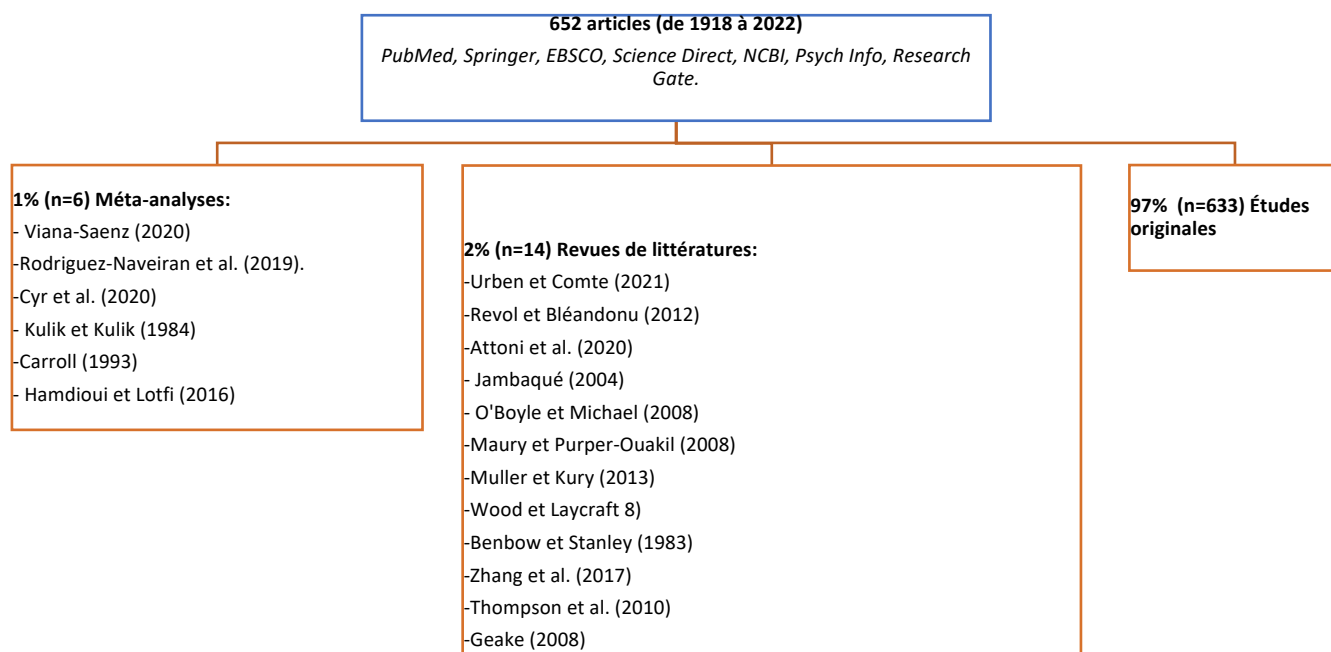 652 articles (de 1918 à 2022)
PubMed, Springer, EBSCO, Science Direct, NCBI, Psych Info, Research
Gate.
1% (n=6) Méta-analyses:
- Viana-Saenz (2020)
-Rodriguez-Naveiran et al. (2019).
-Cyr et al. (2020)
- Kulik et Kulik (1984)
-Carroll (1993)
- Hamdioui et Lotfi (2016)
2% (n=14) Revues de littératures:
-Urben et Comte (2021)
-Revol et Bléandonu (2012)
-Attoni et al. (2020)
- Jambaqué (2004)
- O'Boyle et Michael (2008)
-Maury et Purper-Ouakil (2008)
-Muller et Kury (2013)
-Wood et Laycraft 8)
-Benbow et Stanley (1983)
-Zhang et al. (2017)
-Thompson et al. (2010)
-Geake (2008)
97% (n=633) Études
originales